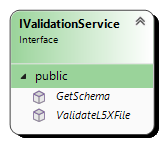 IValidationService
Interface
public
GetSchema
ValidateL5XFile